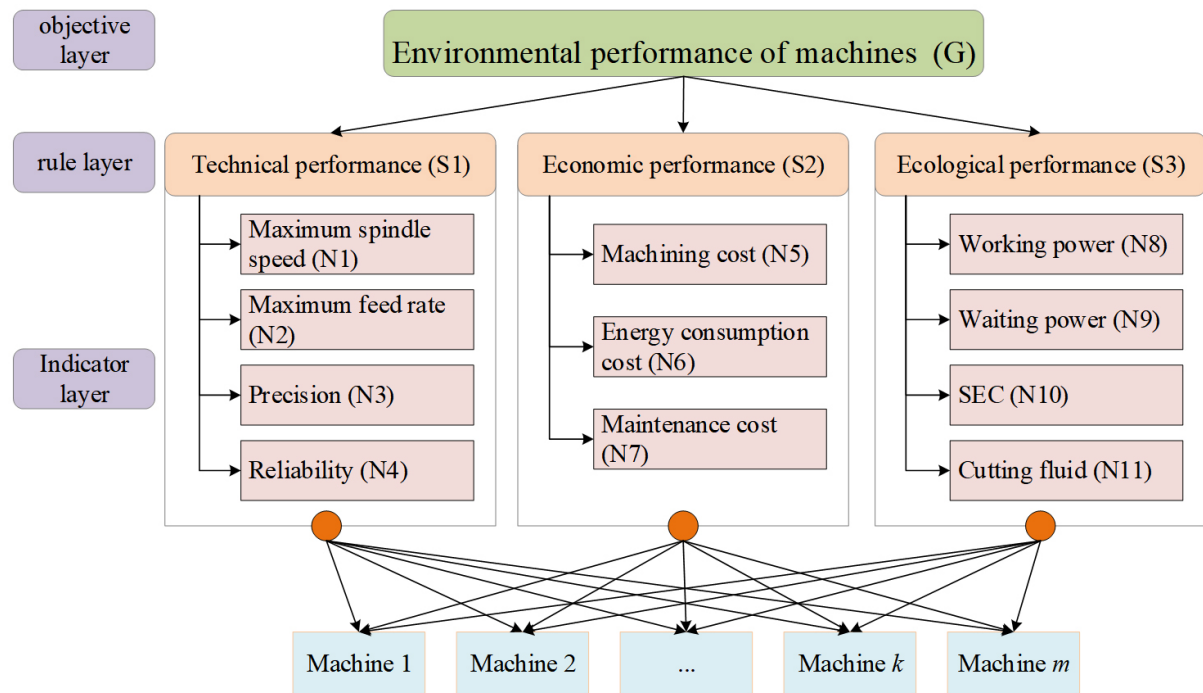 objective
layer
Environmental performance of machines (G)
rule layer
Technical performance (S1)
Economic performance (S2)
Ecological performance (S3)
Indicator
layer
Maximum spindle
speed (N1)
Maximum feed rate
(N2)
Precision (N3)
Reliability (N4)
Machining cost (N5)
Energy consumption
cost (N6)
Maintenance cost
(N7)
Working power (N8)
Waiting power (N9)
SEC (N10)
Cutting fluid (N11)
Machine 1
Machine 2
...
Machine k
Machine m